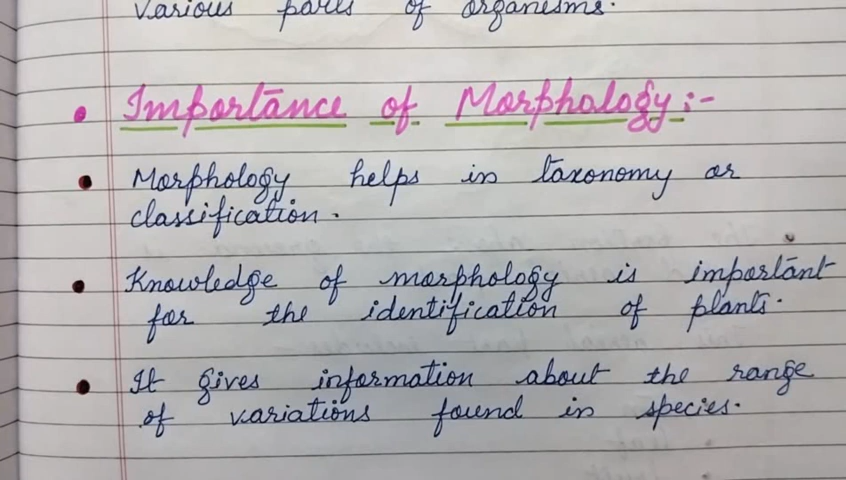 various parts of organisms.
• Importance of Morphology:-
• Morphology helps in taxonomy or
classification.
• Knowledge of morphology is important
for the identification of plants.
• It gives information about the range
of variations found in species.